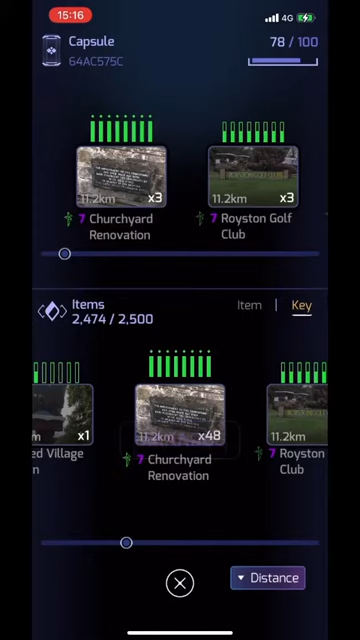 15:16
4G
Capsule
78 / 100
64AC575C
11.2km
x3
11.2km
x3
7 Churchyard
Renovation
7 Royston Golf
Club
Items
2,474 / 2,500
Item | Key
m
x1
11.2km
x48
11.2km
ed Village
n
7 Churchyard
Renovation
7 Royston
Club
Distance